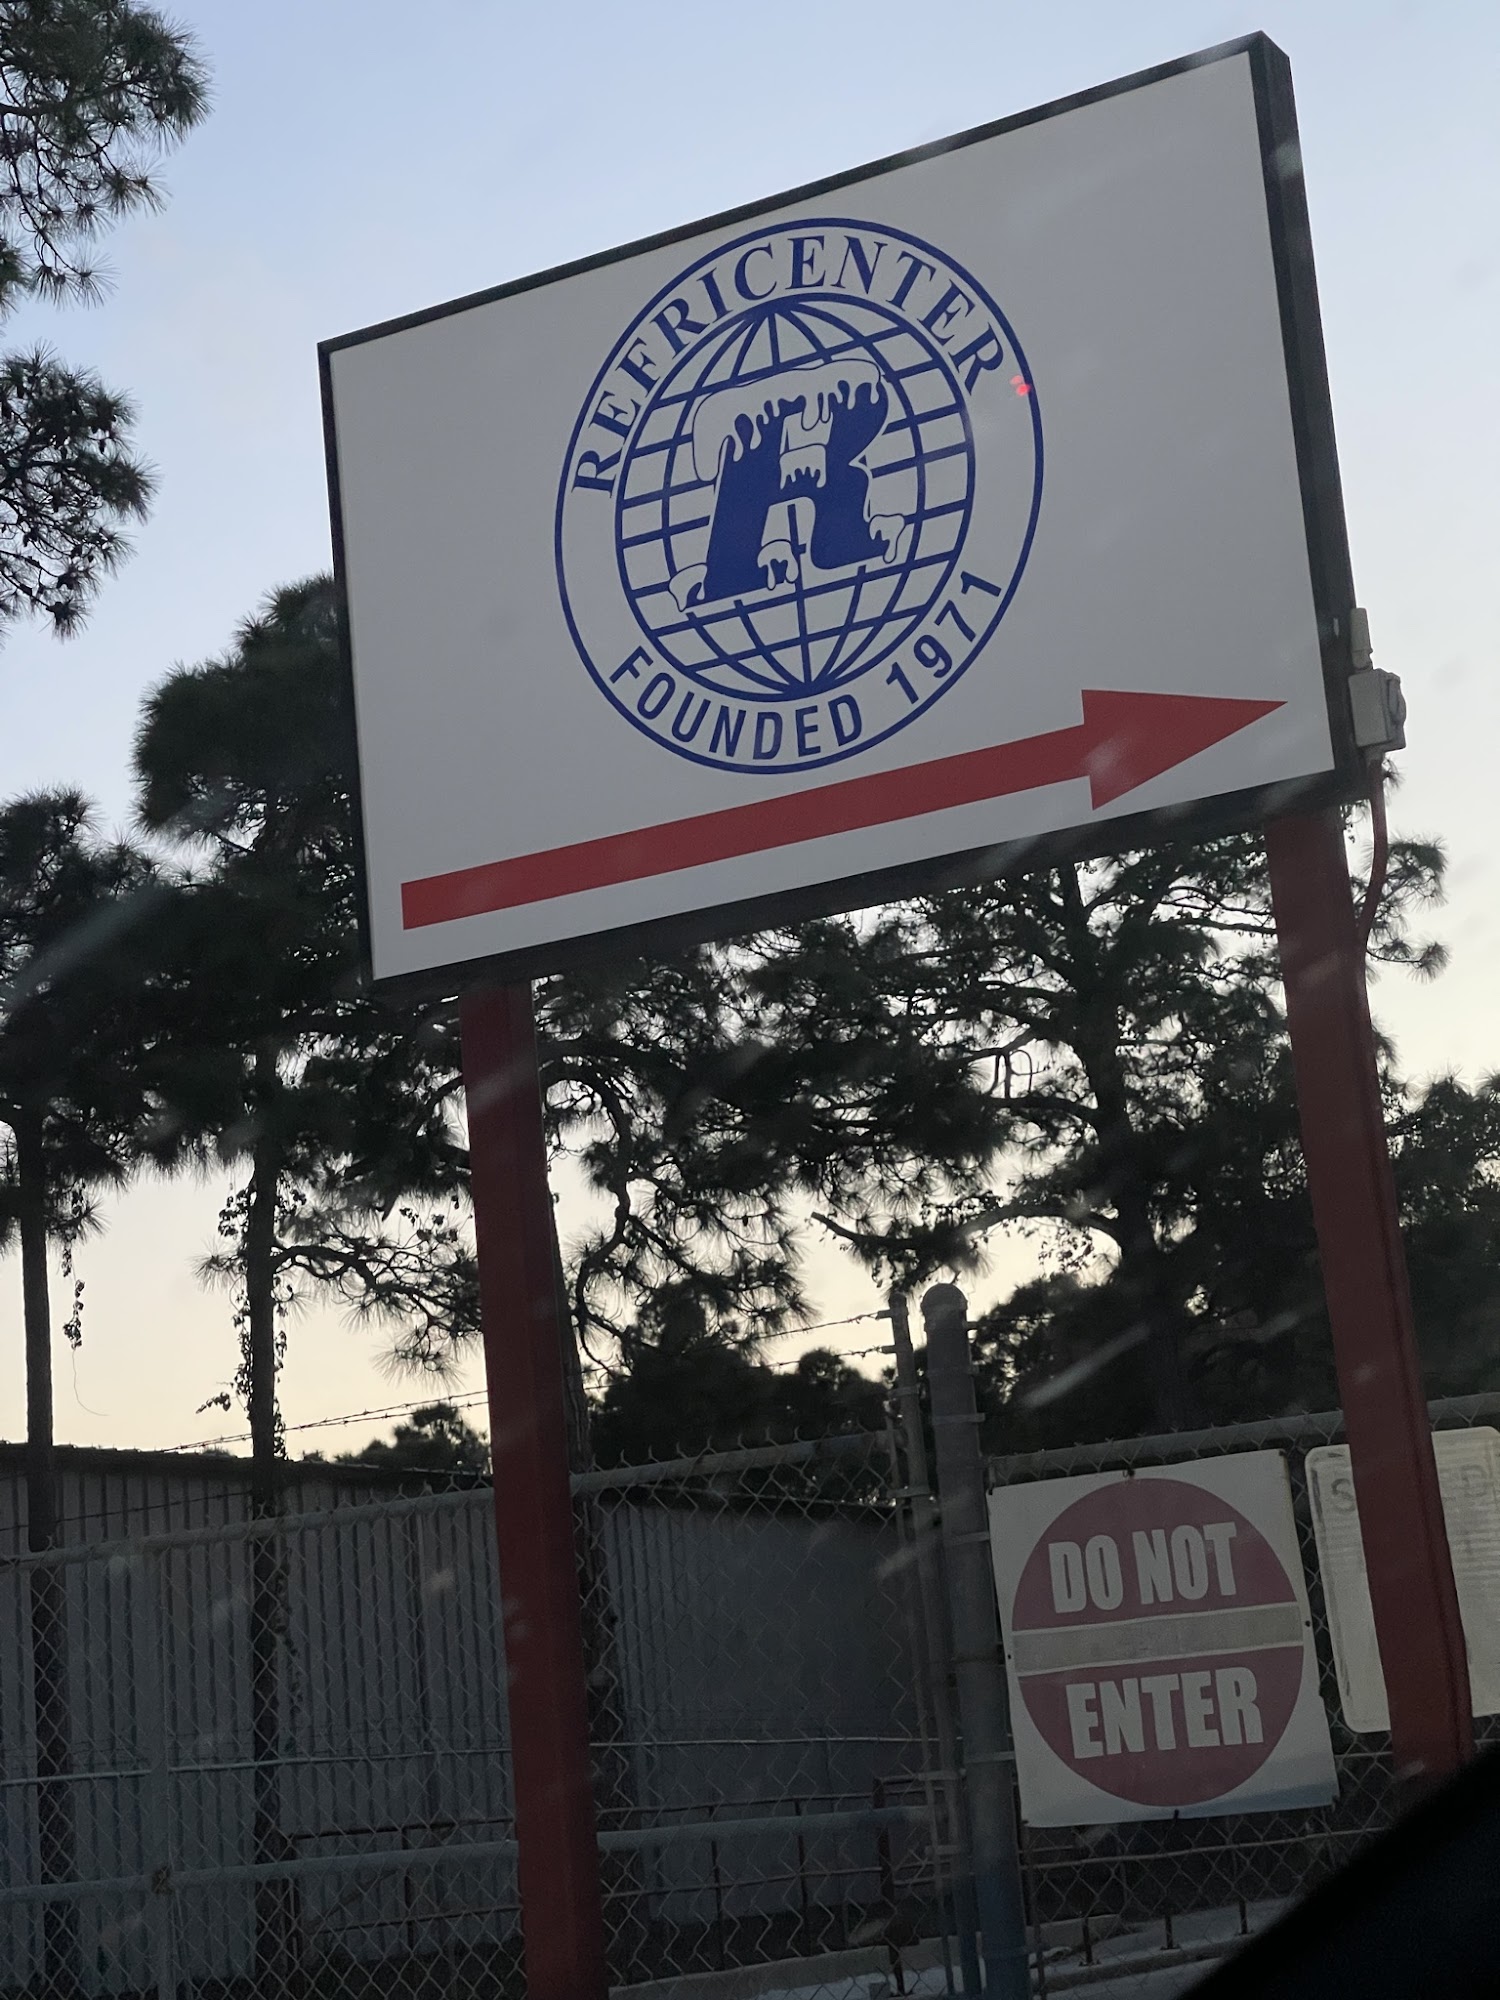 REFRICENTER
R
FOUNDED 1971
DO NOT
ENTER